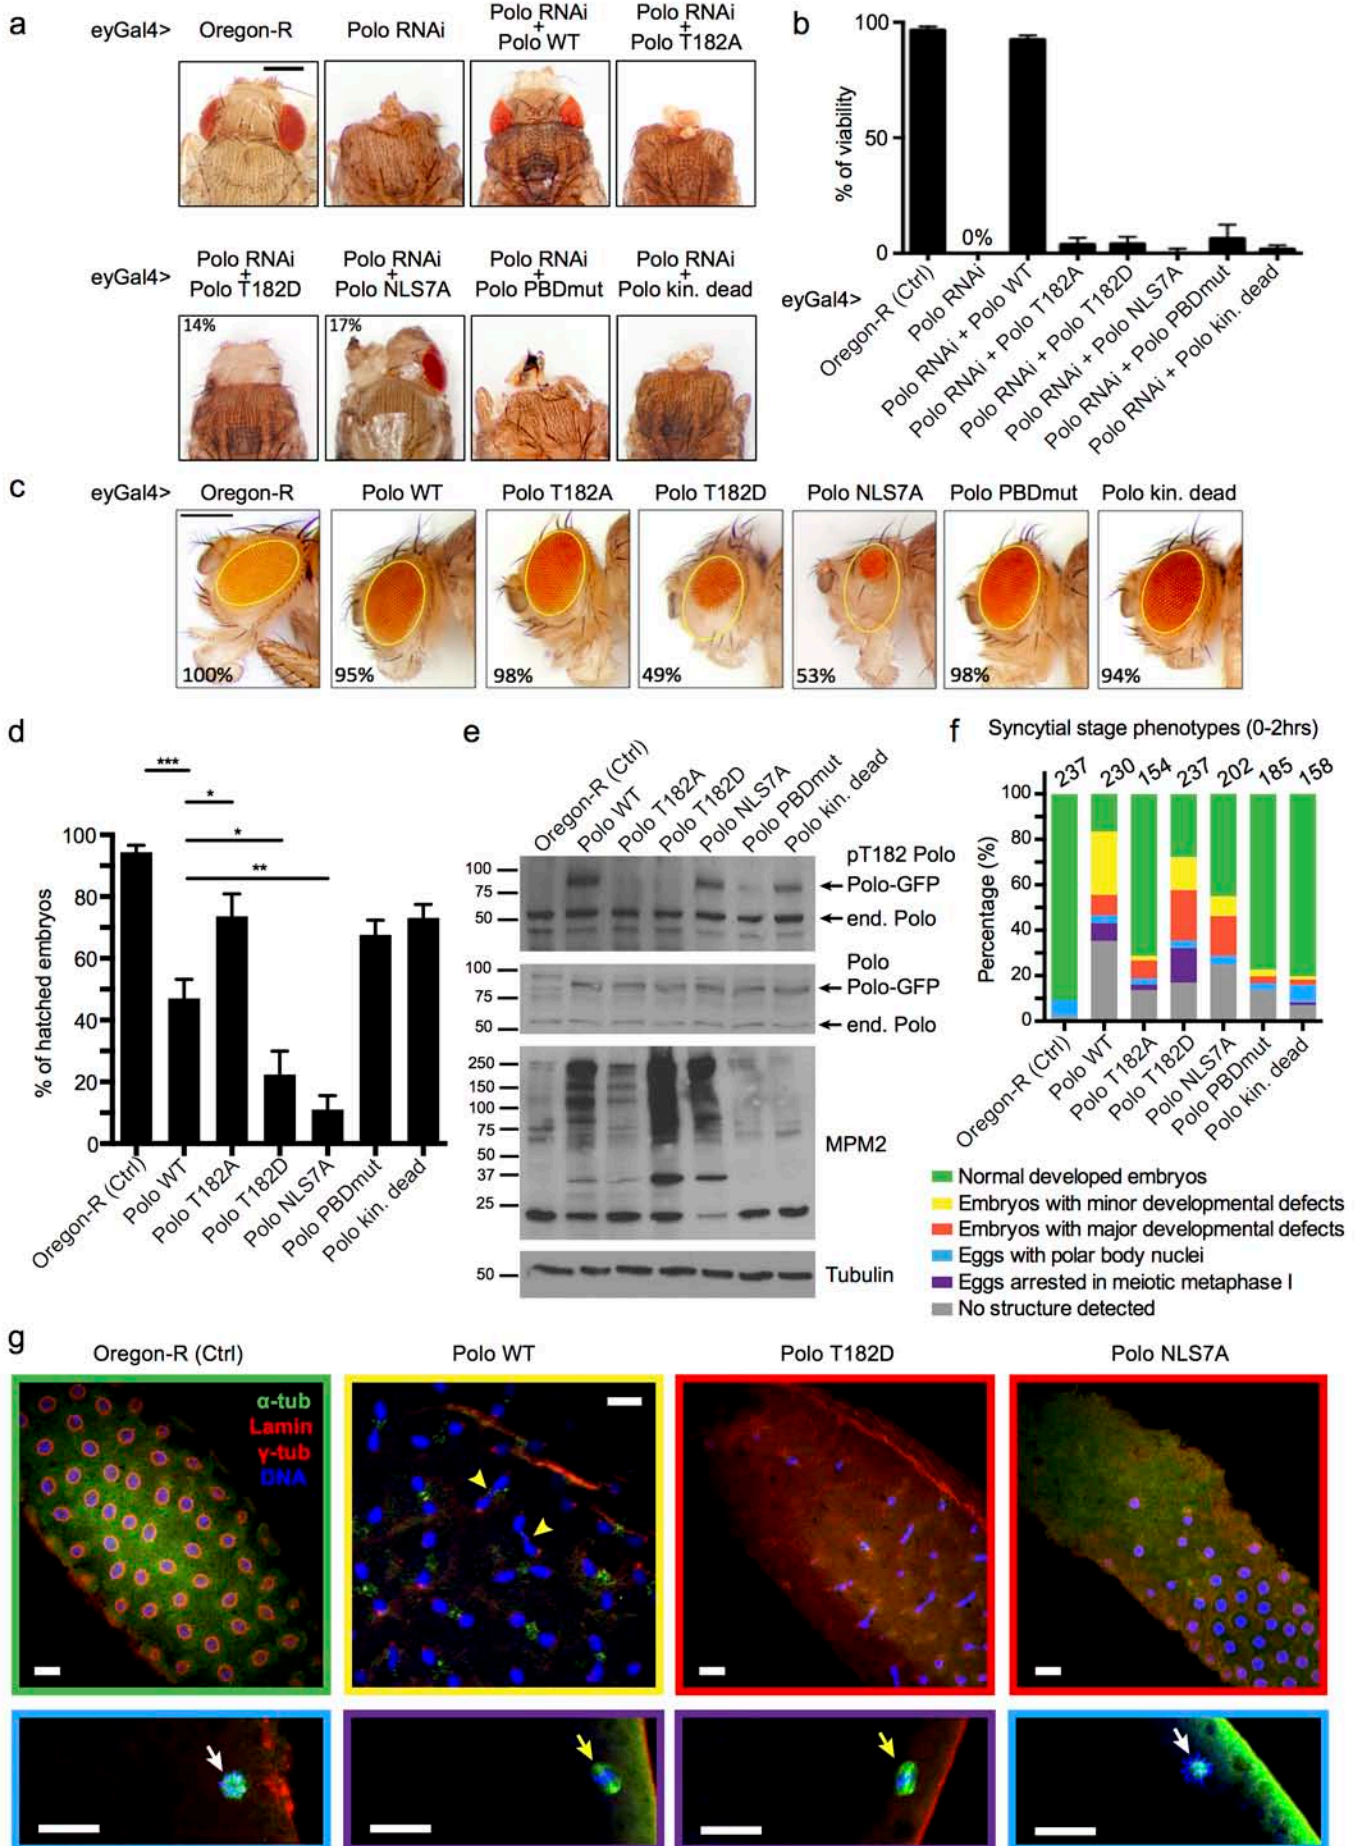 a
eyGal4>
Oregon-R
Polo RNAi
Polo RNAi
+
Polo WT
Polo RNAi
+
Polo T182A
eyGal4>
Polo RNAi
+
Polo T182D
Polo RNAi
+
Polo NLS7A
Polo RNAi
+
Polo PBDmut
Polo RNAi
+
Polo kin. dead
14%
17%
b
% of viability
100
50
0
0%
eyGal4>
Oregon-R (Ctrl)
Polo RNAi
Polo RNAi + Polo WT
Polo RNAi + Polo T182A
Polo RNAi + Polo T182D
Polo RNAi + Polo NLS7A
Polo RNAi + Polo PBDmut
Polo RNAi + Polo kin. dead
c
eyGal4>
Oregon-R
Polo WT
Polo T182A
Polo T182D
Polo NLS7A
Polo PBDmut
Polo kin. dead
100%
95%
98%
49%
53%
98%
94%
d
***
*
*
**
% of hatched embryos
100
80
60
40
20
0
Oregon-R (Ctrl)
Polo WT
Polo T182A
Polo T182D
Polo NLS7A
Polo PBDmut
Polo kin. dead
e
Oregon-R (Ctrl)
Polo WT
Polo T182A
Polo T182D
Polo NLS7A
Polo PBDmut
Polo kin. dead
100
75
50
pT182 Polo
Polo-GFP
end. Polo
100
75
50
Polo
Polo-GFP
end. Polo
250
150
100
75
50
37
25
MPM2
50
Tubulin
f
Syncytial stage phenotypes (0-2hrs)
237
230
154
237
202
185
158
Percentage (%)
100
80
60
40
20
0
Oregon-R (Ctrl)
Polo WT
Polo T182A
Polo T182D
Polo NLS7A
Polo PBDmut
Polo kin. dead
Normal developed embryos
Embryos with minor developmental defects
Embryos with major developmental defects
Eggs with polar body nuclei
Eggs arrested in meiotic metaphase I
No structure detected
g
Oregon-R (Ctrl)
Polo WT
Polo T182D
Polo NLS7A
α-tub
Lamin
γ-tub
DNA